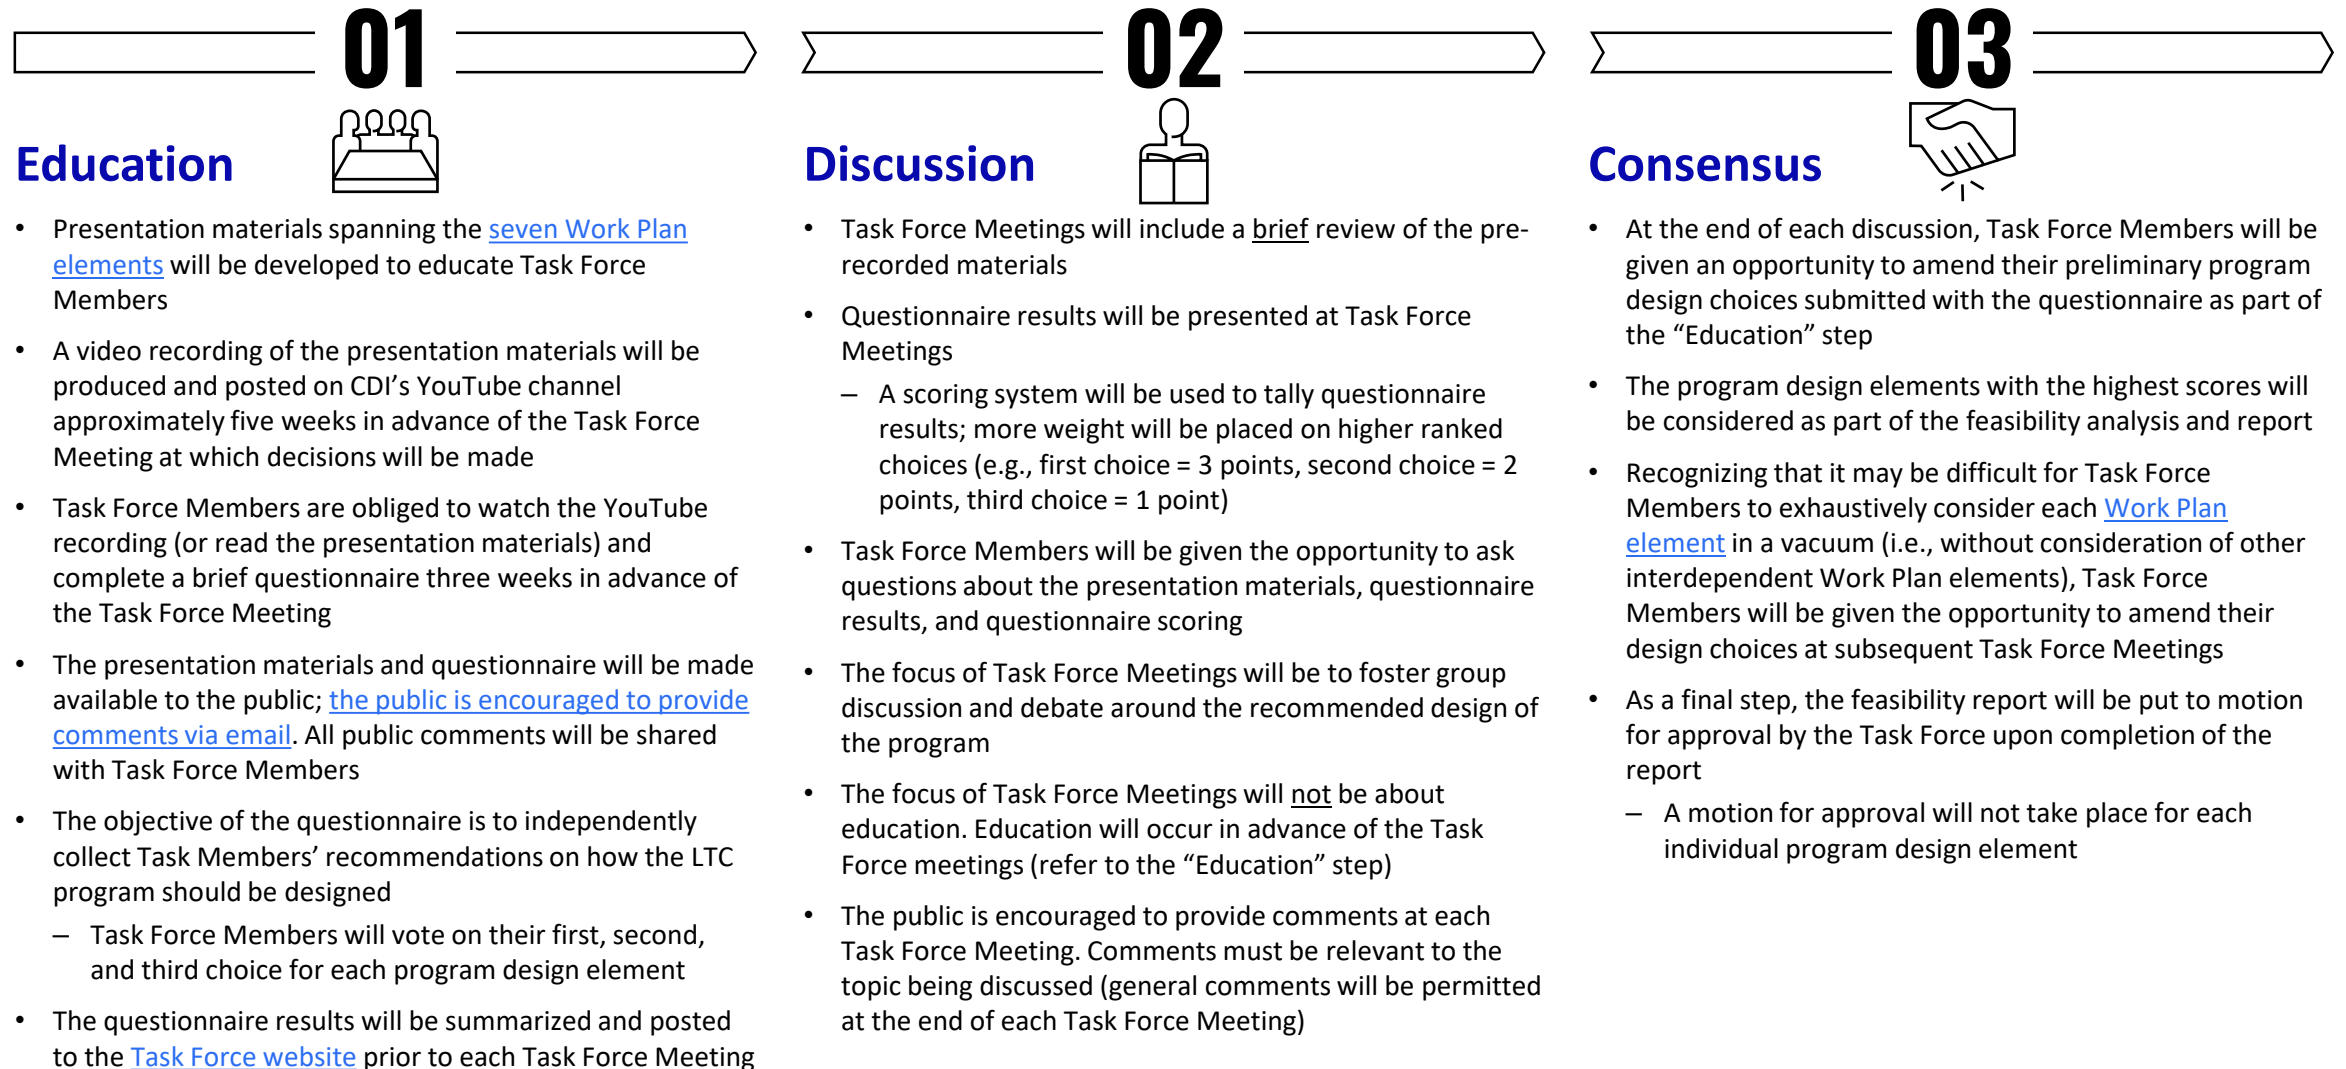 01
Education
• Presentation materials spanning the seven Work Plan
elements will be developed to educate Task Force
Members
• A video recording of the presentation materials will be
produced and posted on CDI’s YouTube channel
approximately five weeks in advance of the Task Force
Meeting at which decisions will be made
• Task Force Members are obliged to watch the YouTube
recording (or read the presentation materials) and
complete a brief questionnaire three weeks in advance of
the Task Force Meeting
• The presentation materials and questionnaire will be made
available to the public; the public is encouraged to provide
comments via email. All public comments will be shared
with Task Force Members
• The objective of the questionnaire is to independently
collect Task Members’ recommendations on how the LTC
program should be designed
– Task Force Members will vote on their first, second,
and third choice for each program design element
• The questionnaire results will be summarized and posted
to the Task Force website prior to each Task Force Meeting
02
Discussion
• Task Force Meetings will include a brief review of the pre-
recorded materials
• Questionnaire results will be presented at Task Force
Meetings
– A scoring system will be used to tally questionnaire
results; more weight will be placed on higher ranked
choices (e.g., first choice = 3 points, second choice = 2
points, third choice = 1 point)
• Task Force Members will be given the opportunity to ask
questions about the presentation materials, questionnaire
results, and questionnaire scoring
• The focus of Task Force Meetings will be to foster group
discussion and debate around the recommended design of
the program
• The focus of Task Force Meetings will not be about
education. Education will occur in advance of the Task
Force meetings (refer to the “Education” step)
• The public is encouraged to provide comments at each
Task Force Meeting. Comments must be relevant to the
topic being discussed (general comments will be permitted
at the end of each Task Force Meeting)
03
Consensus
• At the end of each discussion, Task Force Members will be
given an opportunity to amend their preliminary program
design choices submitted with the questionnaire as part of
the “Education” step
• The program design elements with the highest scores will
be considered as part of the feasibility analysis and report
• Recognizing that it may be difficult for Task Force
Members to exhaustively consider each Work Plan
element in a vacuum (i.e., without consideration of other
interdependent Work Plan elements), Task Force
Members will be given the opportunity to amend their
design choices at subsequent Task Force Meetings
• As a final step, the feasibility report will be put to motion
for approval by the Task Force upon completion of the
report
– A motion for approval will not take place for each
individual program design element